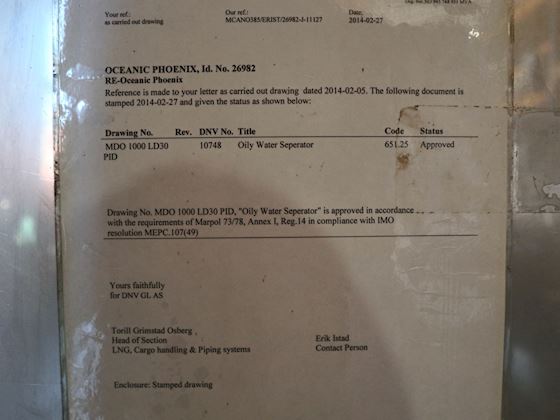 Your ref.: Our ref.: Date:
as carried out drawing MCANO385/ERIST/26982-J-11127 2014-02-27
OCEANIC PHOENIX, Id. No. 26982
RE-Oceanic Phoenix
Reference is made to your letter as carried out drawing dated 2014-02-05. The following document is
stamped 2014-02-27 and given the status as shown below:
Drawing No. Rev. DNV No. Title Code Status
MDO 1000 LD30 10748 Oily Water Seperator 651.25 Approved
PID
Drawing No. MDO 1000 LD30 PID, "Oily Water Seperator" is approved in accordance
with the requirements of Marpol 73/78, Annex I, Reg.14 in compliance with IMO
resolution MEPC.107(49)
Yours faithfully
for DNV GL AS
Torill Grimstad Osberg
Head of Section Erik Istad
LNG, Cargo handling & Piping systems Contact Person
Enclosure: Stamped drawing